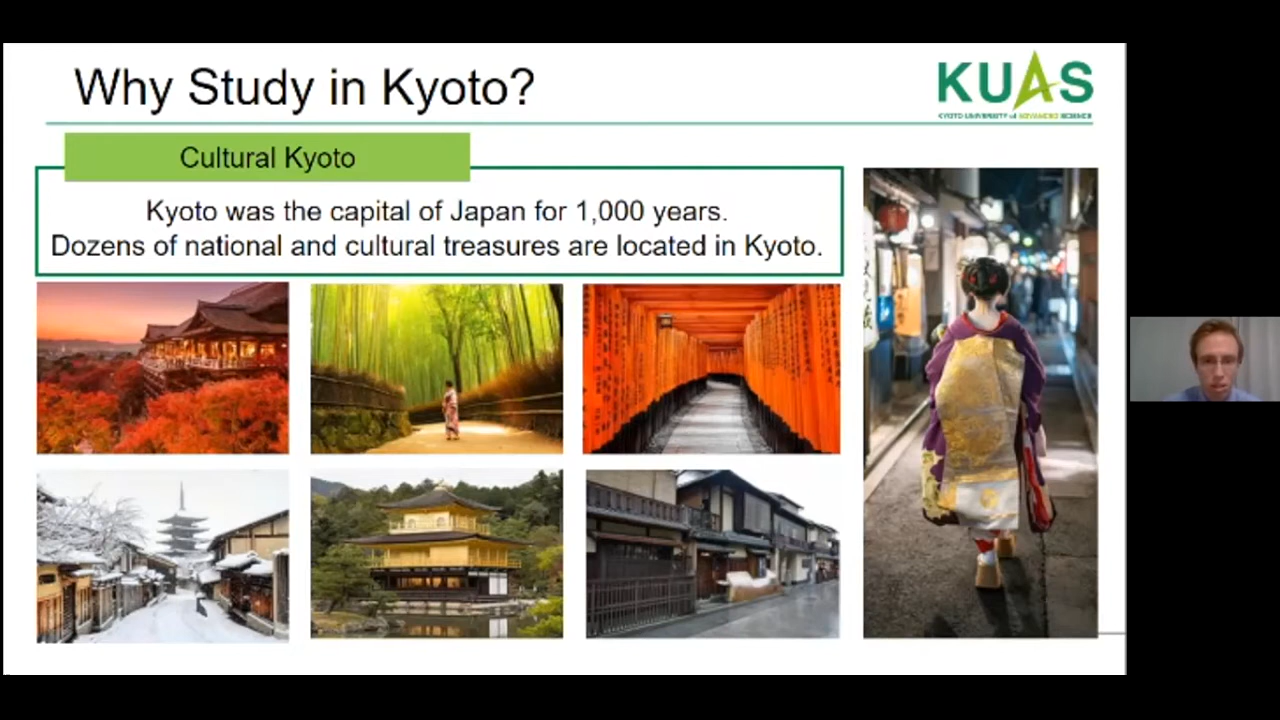 Why Study in Kyoto?
KUAS
KYOTO UNIVERSITY of ADVANCED SCIENCE
Cultural Kyoto
Kyoto was the capital of Japan for 1,000 years.
Dozens of national and cultural treasures are located in Kyoto.